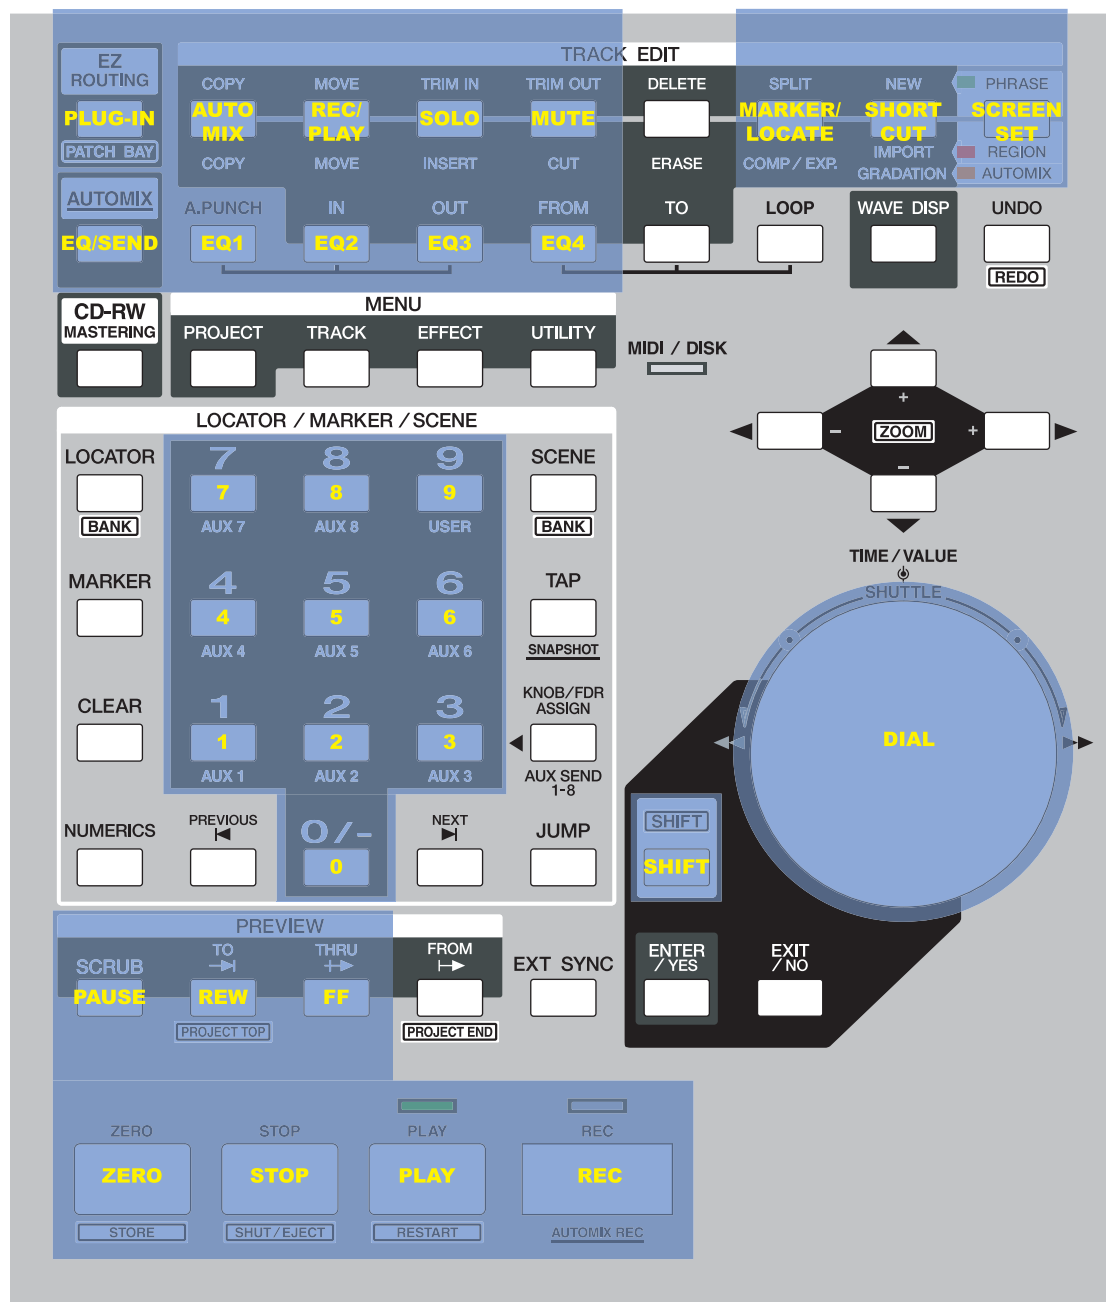 EZ
ROUTING
PLUG-IN
PATCH BAY
TRACK EDIT
COPY MOVE TRIM IN TRIM OUT DELETE SPLIT NEW PHRASE
AUTO
MIX
REC/
PLAY
SOLO
MUTE
MARKER/
LOCATE
SHORT
CUT
SCREEN
SET
COPY MOVE INSERT CUT ERASE COMP / EXP. IMPORT REGION
GRADATION AUTOMIX
AUTOMIX
EQ/SEND
A.PUNCH IN OUT FROM TO LOOP WAVE DISP UNDO
EQ1 EQ2 EQ3 EQ4
REDO
CD-RW
MASTERING
MENU
PROJECT TRACK EFFECT UTILITY
MIDI / DISK
+
– ZOOM +
–
LOCATOR / MARKER / SCENE
LOCATOR 7 8 9 SCENE
7 8 9
BANK AUX 7 AUX 8 USER BANK
MARKER 4 5 6 TAP
4 5 6
AUX 4 AUX 5 AUX 6 SNAPSHOT
CLEAR 1 2 3 KNOB/FDR
ASSIGN
1 2 3
AUX 1 AUX 2 AUX 3 AUX SEND
1-8
NUMERICS PREVIOUS 0/- NEXT JUMP
0
TIME / VALUE
SHUTTLE
DIAL
SHIFT
SHIFT
ENTER
/ YES
EXIT
/ NO
PREVIEW
SCRUB TO THRU FROM EXT SYNC
PAUSE REW FF
PROJECT TOP PROJECT END
ZERO STOP PLAY REC
ZERO STOP PLAY REC
STORE SHUT / EJECT RESTART AUTOMIX REC